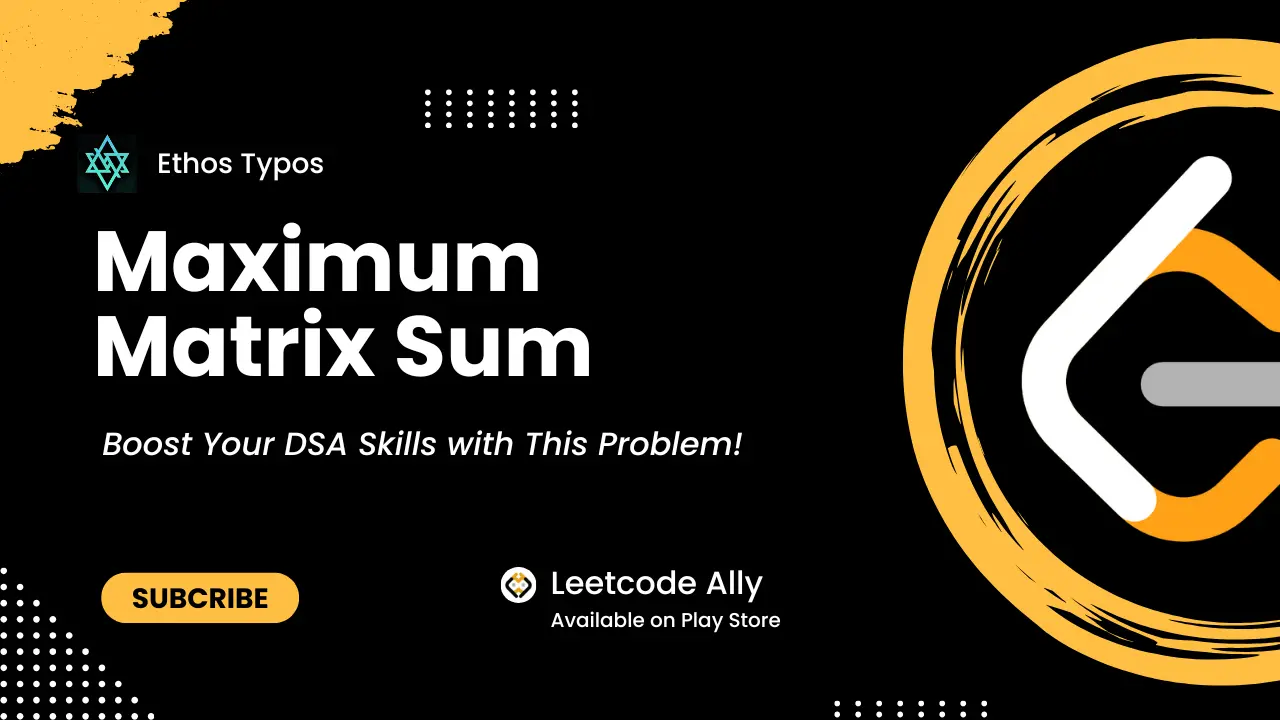 Ethos Typos
Maximum
Matrix Sum
Boost Your DSA Skills with This Problem!
SUBCRIBE
Leetcode Ally
Available on Play Store